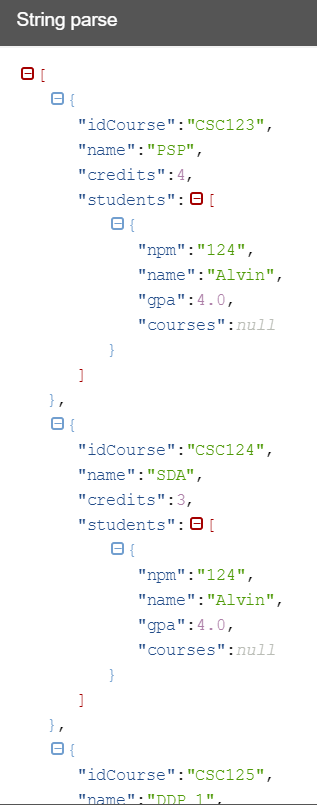 String parse
[
{
"idCourse":"CSC123",
"name":"PSP",
"credits":4,
"students":[
{
"npm":"124",
"name":"Alvin",
"gpa":4.0,
"courses":null
}
]
},
{
"idCourse":"CSC124",
"name":"SDA",
"credits":3,
"students":[
{
"npm":"124",
"name":"Alvin",
"gpa":4.0,
"courses":null
}
]
},
{
"idCourse":"CSC125",
"name":"DDP 1",